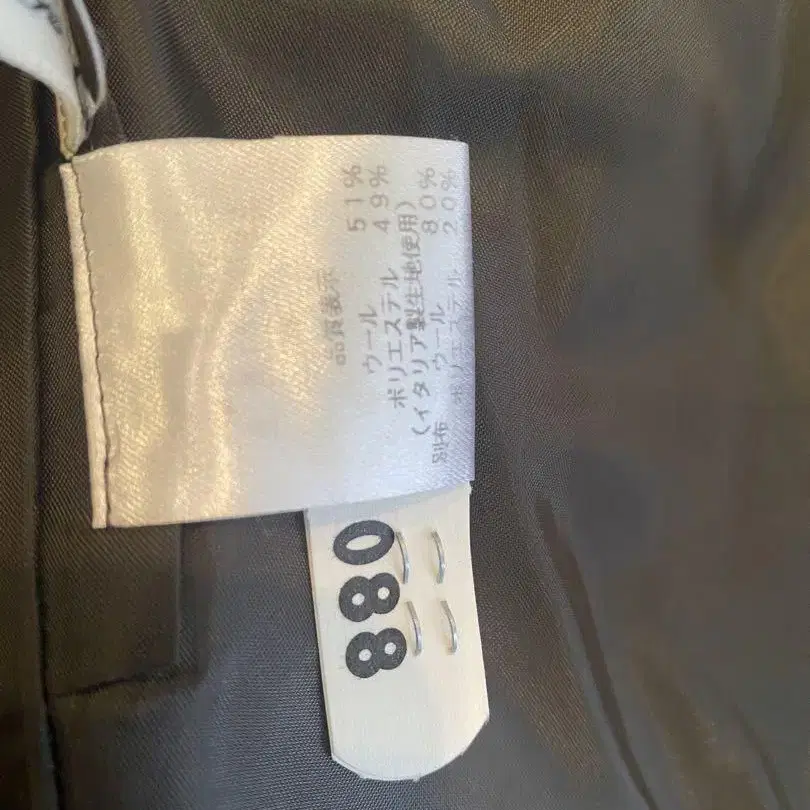 品質表示
ウール 51%
ポリエステル 49%
(イタリア製生地使用)
別布 ウール 80%
ポリエステル 20%
880